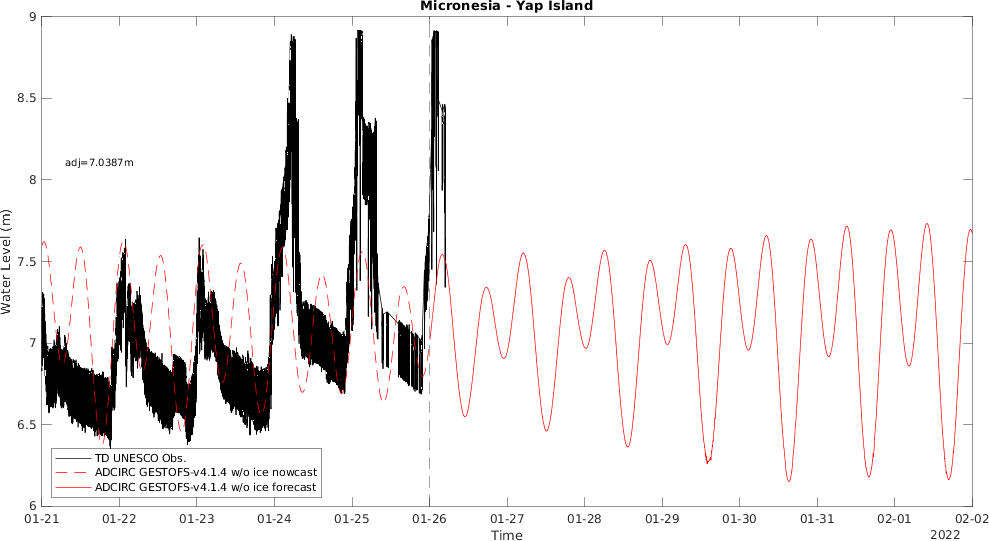 Micronesia - Yap Island
9
8.5
8
7.5
7
6.5
6
Water Level (m)
adj=7.0387m
TD UNESCO Obs.
ADCIRC GESTOFS-v4.1.4 w/o ice nowcast
ADCIRC GESTOFS-v4.1.4 w/o ice forecast
01-21 01-22 01-23 01-24 01-25 01-26 01-27 01-28 01-29 01-30 01-31 02-01 02-02
Time
2022